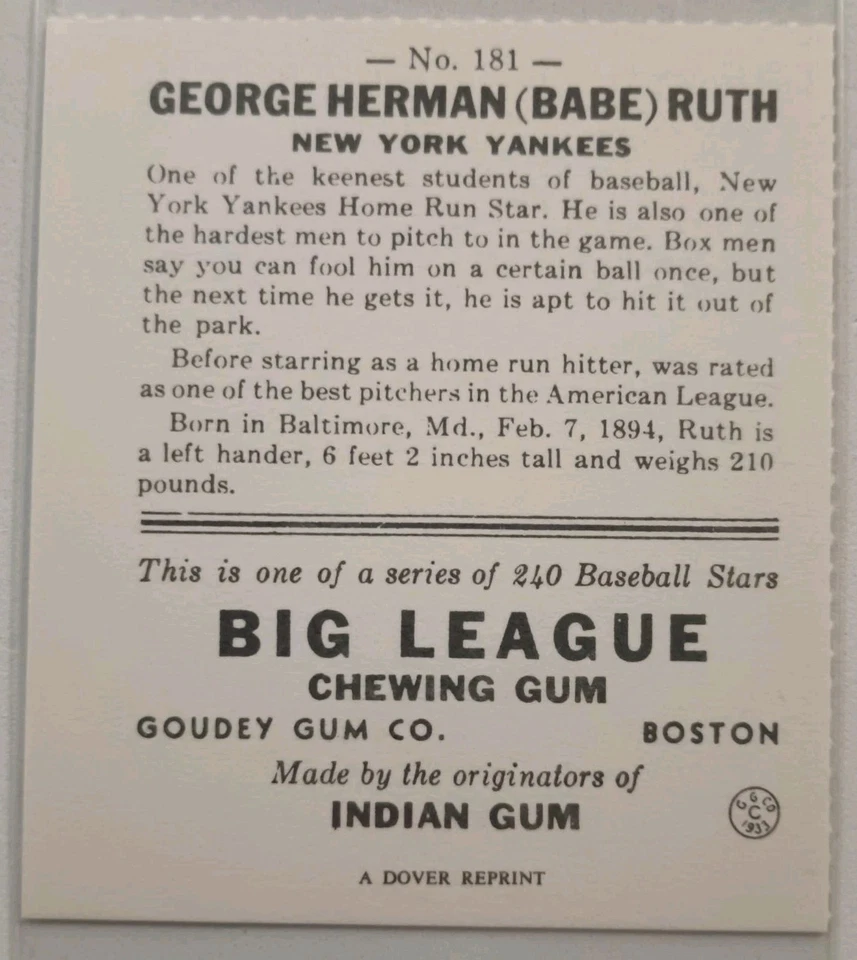 — No. 181 —
GEORGE HERMAN (BABE) RUTH
NEW YORK YANKEES
One of the keenest students of baseball, New
York Yankees Home Run Star. He is also one of
the hardest men to pitch to in the game. Box men
say you can fool him on a certain ball once, but
the next time he gets it, he is apt to hit it out of
the park.
Before starring as a home run hitter, was rated
as one of the best pitchers in the American League.
Born in Baltimore, Md., Feb. 7, 1894, Ruth is
a left hander, 6 feet 2 inches tall and weighs 210
pounds.
This is one of a series of 240 Baseball Stars
BIG LEAGUE
CHEWING GUM
GOUDEY GUM CO. BOSTON
Made by the originators of
INDIAN GUM
G G CO
C
1933
A DOVER REPRINT